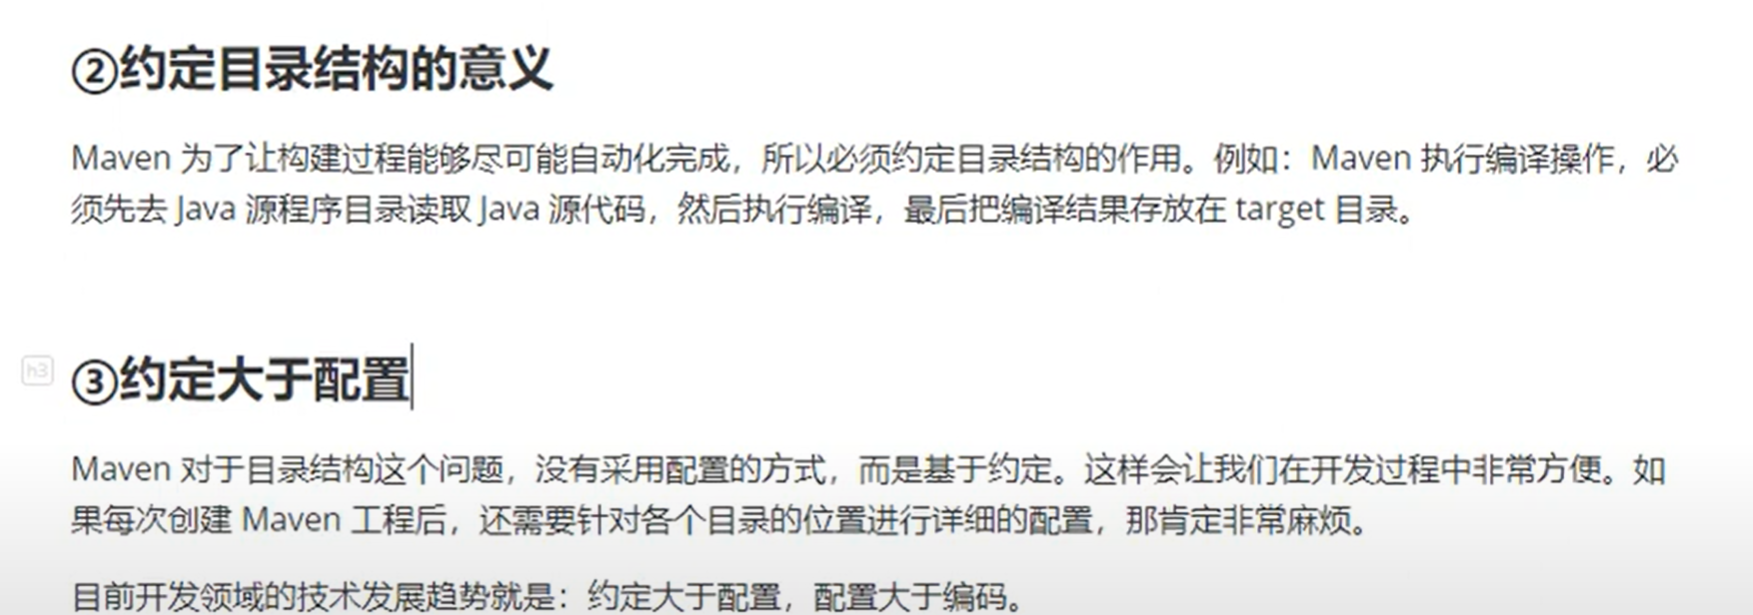 ②约定目录结构的意义
Maven 为了让构建过程能够尽可能自动化完成，所以必须约定目录结构的作用。例如：Maven 执行编译操作，必
须先去 Java 源程序目录读取 Java 源代码，然后执行编译，最后把编译结果存放在 target 目录。
h3
③约定大于配置
Maven 对于目录结构这个问题，没有采用配置的方式，而是基于约定。这样会让我们在开发过程中非常方便。如
果每次创建 Maven 工程后，还需要针对各个目录的位置进行详细的配置，那肯定非常麻烦。
目前开发领域的技术发展趋势就是：约定大于配置，配置大于编码。